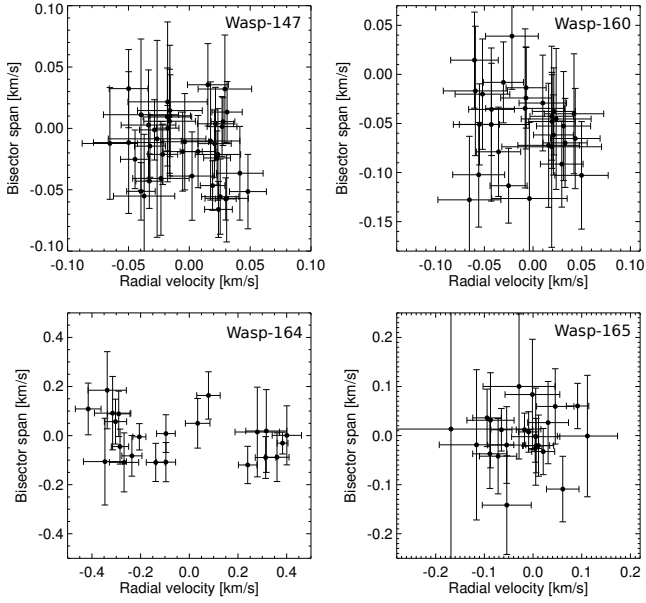 Wasp-147
0.10
0.05
0.00
-0.05
-0.10
Bisector span [km/s]
-0.10 -0.05 0.00 0.05 0.10
Radial velocity [km/s]
Wasp-160
0.05
0.00
-0.05
-0.10
-0.15
Bisector span [km/s]
-0.10 -0.05 0.00 0.05 0.10
Radial velocity [km/s]
Wasp-164
0.4
0.2
0.0
-0.2
-0.4
Bisector span [km/s]
-0.4 -0.2 0.0 0.2 0.4
Radial velocity [km/s]
Wasp-165
0.2
0.1
0.0
-0.1
-0.2
Bisector span [km/s]
-0.2 -0.1 0.0 0.1 0.2
Radial velocity [km/s]